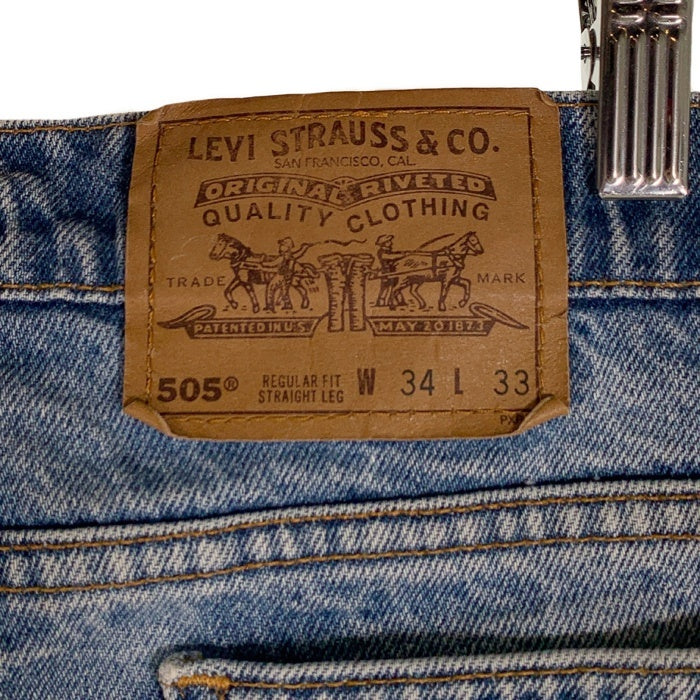 LEVI STRAUSS & CO.
SAN FRANCISCO, CAL.
ORIGINAL RIVETED
QUALITY CLOTHING
TRADE MARK
PATENTED IN U.S. MAY 20 1873
505® REGULAR FIT W 34 L 33
STRAIGHT LEG